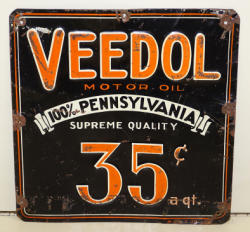 VEEDOL
MOTOR OIL
100% PENNSYLVANIA
SUPREME QUALITY
35¢
a qt.